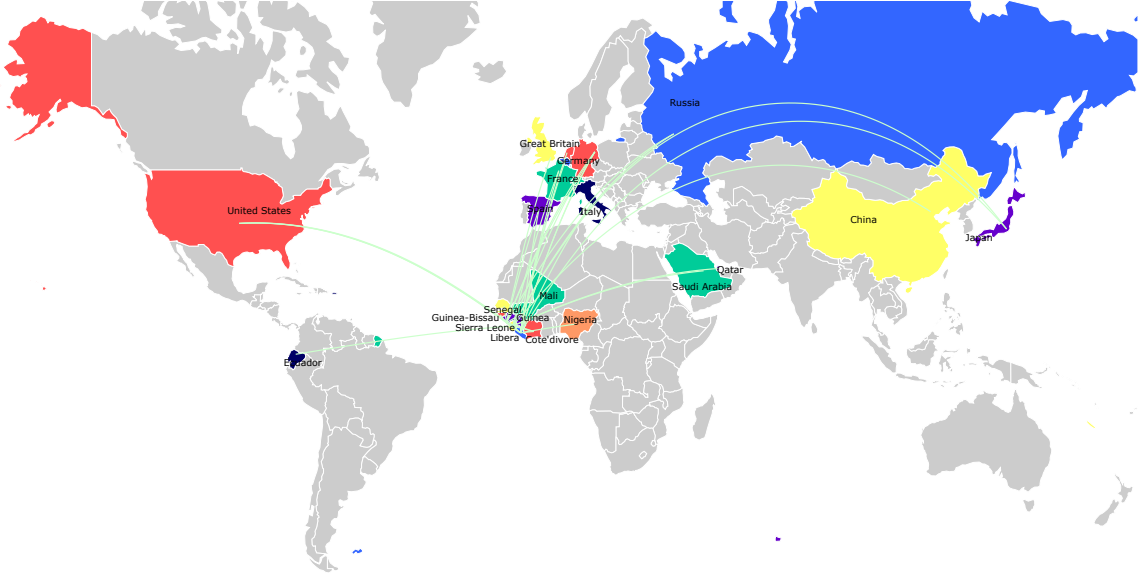 Russia
Great Britain
Germany
France
United States
Spain
Italy
China
Japan
Qatar
Saudi Arabia
Mali
Senegal
Guinea-Bissau
Guinea
Nigeria
Sierra Leone
Libera
Cote'divore
Ecuador